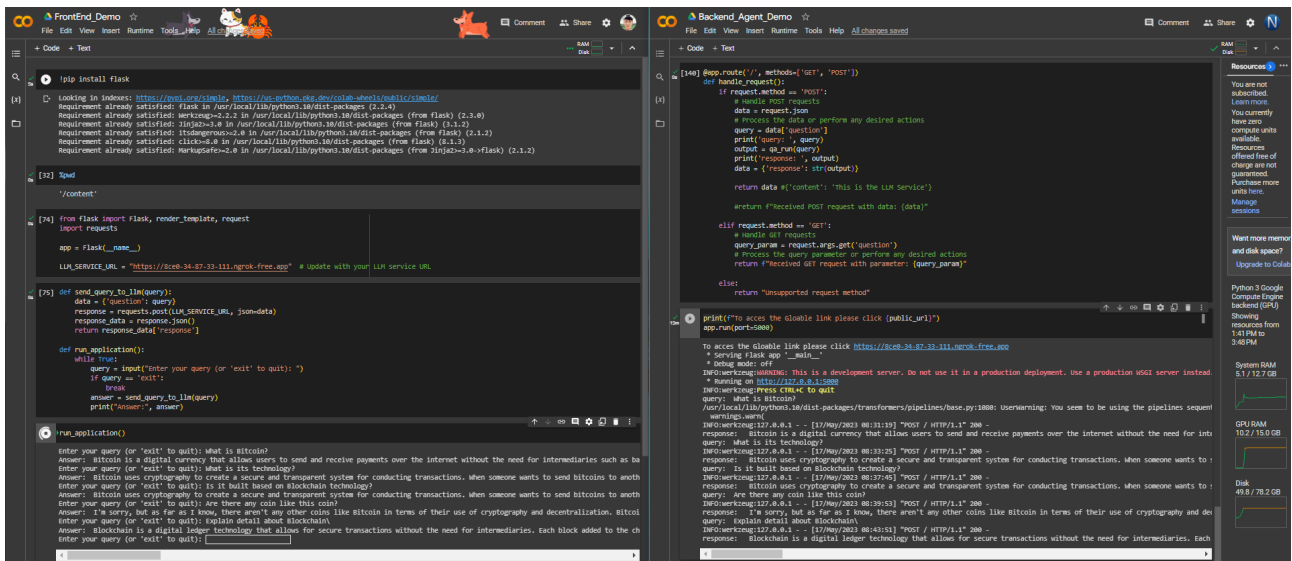 FrontEnd_Demo
Comment
Share
File Edit View Insert Runtime Tools Help All changes saved
+ Code + Text
RAM
Disk
!pip install flask
Looking in indexes: https://pypi.org/simple, https://us-python.pkg.dev/colab-wheels/public/simple/
Requirement already satisfied: flask in /usr/local/lib/python3.10/dist-packages (2.2.4)
Requirement already satisfied: Werkzeug>=2.2.2 in /usr/local/lib/python3.10/dist-packages (from flask) (2.3.0)
Requirement already satisfied: Jinja2>=3.0 in /usr/local/lib/python3.10/dist-packages (from flask) (3.1.2)
Requirement already satisfied: itsdangerous>=2.0 in /usr/local/lib/python3.10/dist-packages (from flask) (2.1.2)
Requirement already satisfied: click>=8.0 in /usr/local/lib/python3.10/dist-packages (from flask) (8.1.3)
Requirement already satisfied: MarkupSafe>=2.0 in /usr/local/lib/python3.10/dist-packages (from Jinja2>=3.0->flask) (2.1.2)
[32] %pwd
'/content'
[74] from flask import Flask, render_template, request
import requests
app = Flask(__name__)
LLM_SERVICE_URL = "https://8ce0-34-87-33-111.ngrok-free.app" # Update with your LLM service URL
[75] def send_query_to_llm(query):
data = {'question': query}
response = requests.post(LLM_SERVICE_URL, json=data)
response_data = response.json()
return response_data['response']
def run_application():
while True:
query = input("Enter your query (or 'exit' to quit): ")
if query == 'exit':
break
answer = send_query_to_llm(query)
print("Answer:", answer)
run_application()
Enter your query (or 'exit' to quit): What is Bitcoin?
Answer: Bitcoin is a digital currency that allows users to send and receive payments over the internet without the need for intermediaries such as ba
Enter your query (or 'exit' to quit): What is its technology?
Answer: Bitcoin uses cryptography to create a secure and transparent system for conducting transactions. When someone wants to send bitcoins to anoth
Enter your query (or 'exit' to quit): Is it built based on Blockchain technology?
Answer: Bitcoin uses cryptography to create a secure and transparent system for conducting transactions. When someone wants to send bitcoins to anoth
Enter your query (or 'exit' to quit): Are there any coin like this coin?
Answer: I'm sorry, but as far as I know, there aren't any other coins like Bitcoin in terms of their use of cryptography and decentralization. Bitcoi
Enter your query (or 'exit' to quit): Explain detail about Blockchain\
Answer: Blockchain is a digital ledger technology that allows for secure transactions without the need for intermediaries. Each block added to the ch
Enter your query (or 'exit' to quit):
Backend_Agent_Demo
Comment
Share
N
File Edit View Insert Runtime Tools Help All changes saved
+ Code + Text
RAM
Disk
[140] @app.route('/', methods=['GET', 'POST'])
def handle_request():
if request.method == 'POST':
# Handle POST requests
data = request.json
# Process the data or perform any desired actions
query = data['question']
print('query: ', query)
output = qa_run(query)
print('response: ', output)
data = {'response': str(output)}
return data #{'content': 'This is the LLM Service'}
#return f"Received POST request with data: {data}"
elif request.method == 'GET':
# Handle GET requests
query_param = request.args.get('question')
# Process the query parameter or perform any desired actions
return f"Received GET request with parameter: {query_param}"
else:
return "Unsupported request method"
print(f"To acces the Gloable link please click {public_url}")
app.run(port=5000)
To acces the Gloable link please click https://8ce0-34-87-33-111.ngrok-free.app
* Serving Flask app '__main__'
* Debug mode: off
INFO:werkzeug:WARNING: This is a development server. Do not use it in a production deployment. Use a production WSGI server instead.
* Running on http://127.0.0.1:5000
INFO:werkzeug:Press CTRL+C to quit
query: What is Bitcoin?
/usr/local/lib/python3.10/dist-packages/transformers/pipelines/base.py:1080: UserWarning: You seem to be using the pipelines sequent
warnings.warn(
INFO:werkzeug:127.0.0.1 - - [17/May/2023 08:31:19] "POST / HTTP/1.1" 200 -
response: Bitcoin is a digital currency that allows users to send and receive payments over the internet without the need for inte
query: What is its technology?
INFO:werkzeug:127.0.0.1 - - [17/May/2023 08:33:25] "POST / HTTP/1.1" 200 -
response: Bitcoin uses cryptography to create a secure and transparent system for conducting transactions. When someone wants to s
query: Is it built based on Blockchain technology?
INFO:werkzeug:127.0.0.1 - - [17/May/2023 08:37:45] "POST / HTTP/1.1" 200 -
response: Bitcoin uses cryptography to create a secure and transparent system for conducting transactions. When someone wants to s
query: Are there any coin like this coin?
INFO:werkzeug:127.0.0.1 - - [17/May/2023 08:39:53] "POST / HTTP/1.1" 200 -
response: I'm sorry, but as far as I know, there aren't any other coins like Bitcoin in terms of their use of cryptography and dec
query: Explain detail about Blockchain\
INFO:werkzeug:127.0.0.1 - - [17/May/2023 08:43:51] "POST / HTTP/1.1" 200 -
response: Blockchain is a digital ledger technology that allows for secure transactions without the need for intermediaries. Each
Resources
You are not
subscribed.
Learn more.
You currently
have zero
compute units
available.
Resources
offered free of
charge are not
guaranteed.
Purchase more
units here.
Manage
sessions
Want more memor
and disk space?
Upgrade to Colab
Python 3 Google
Compute Engine
backend (GPU)
Showing
resources from
1:41 PM to
3:48 PM
System RAM
5.1 / 12.7 GB
GPU RAM
10.2 / 15.0 GB
Disk
49.8 / 78.2 GB